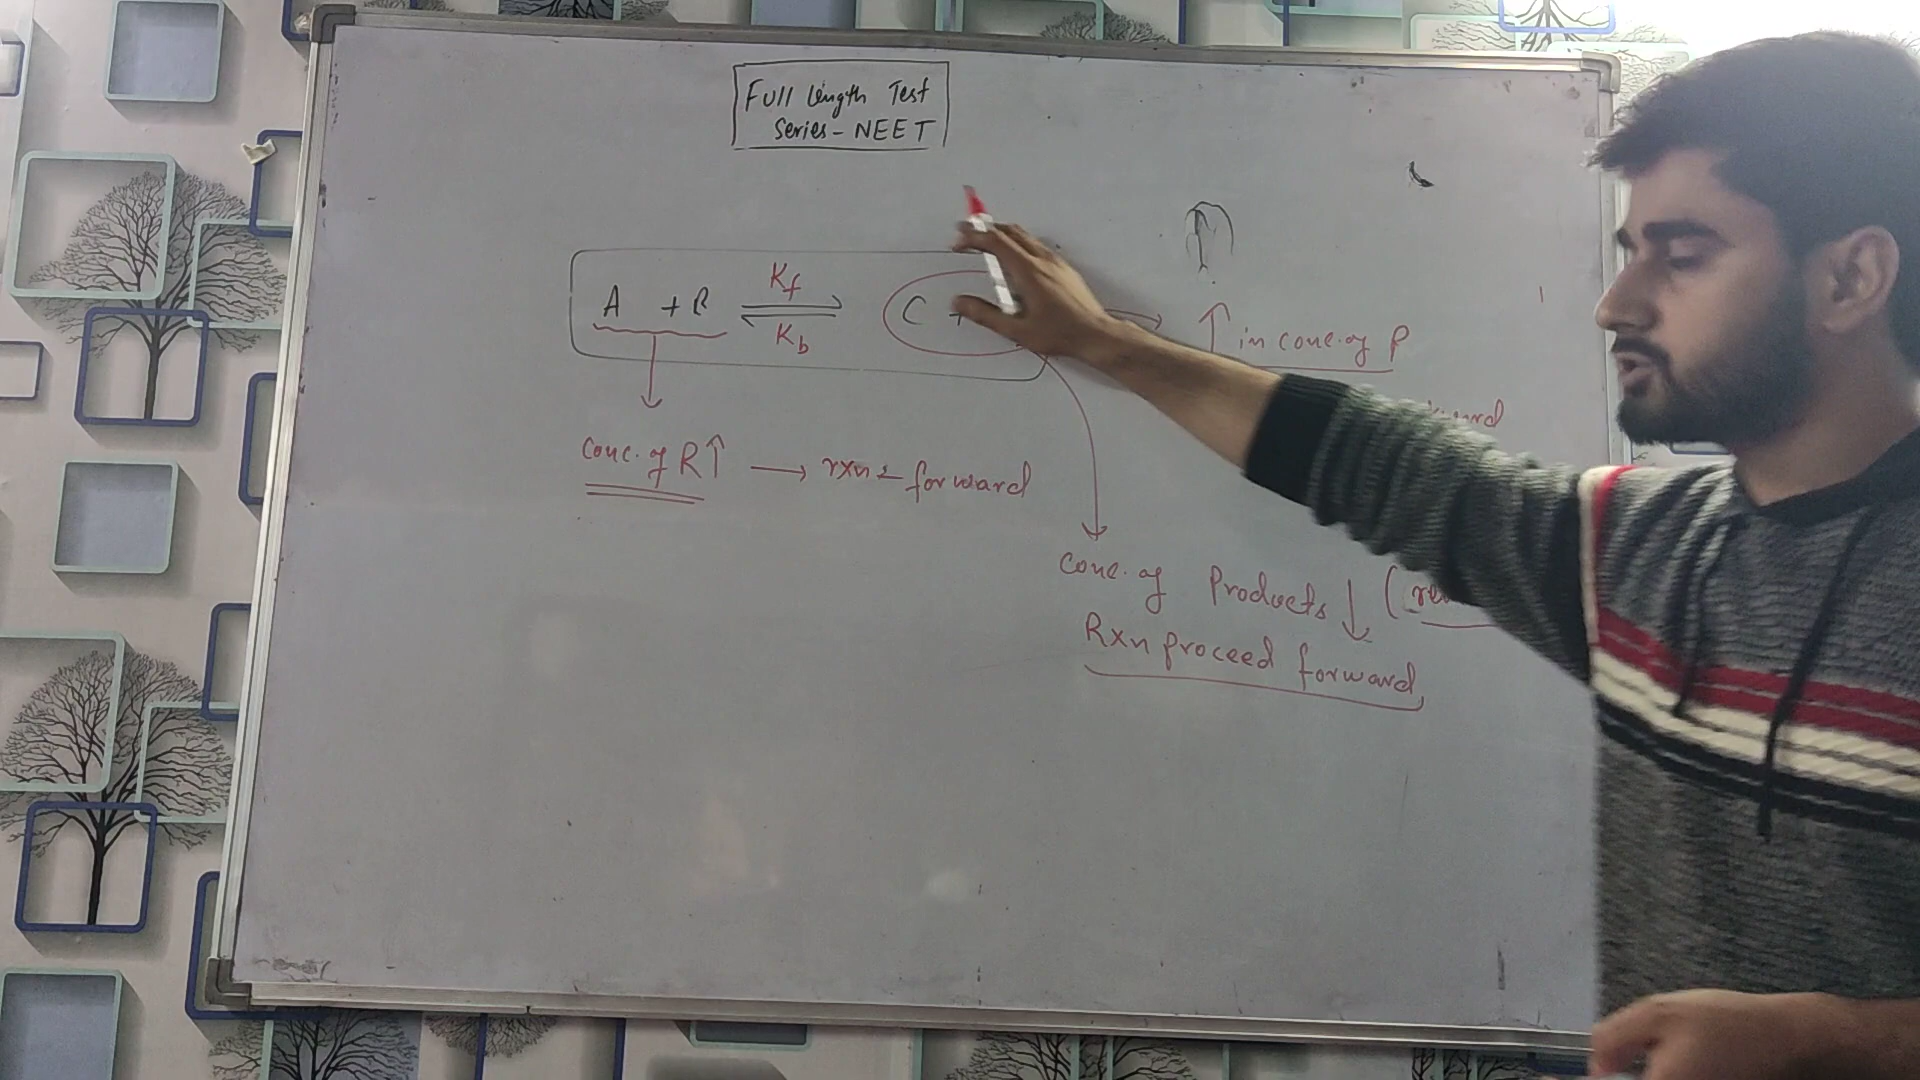 Full Length Test
Series - NEET
A + B ⇌ C +
Kf
Kb
↑ in conc. of P
conc. of R↑ → rxn = forward
conc. of Products ↓ (
Rxn proceed forward